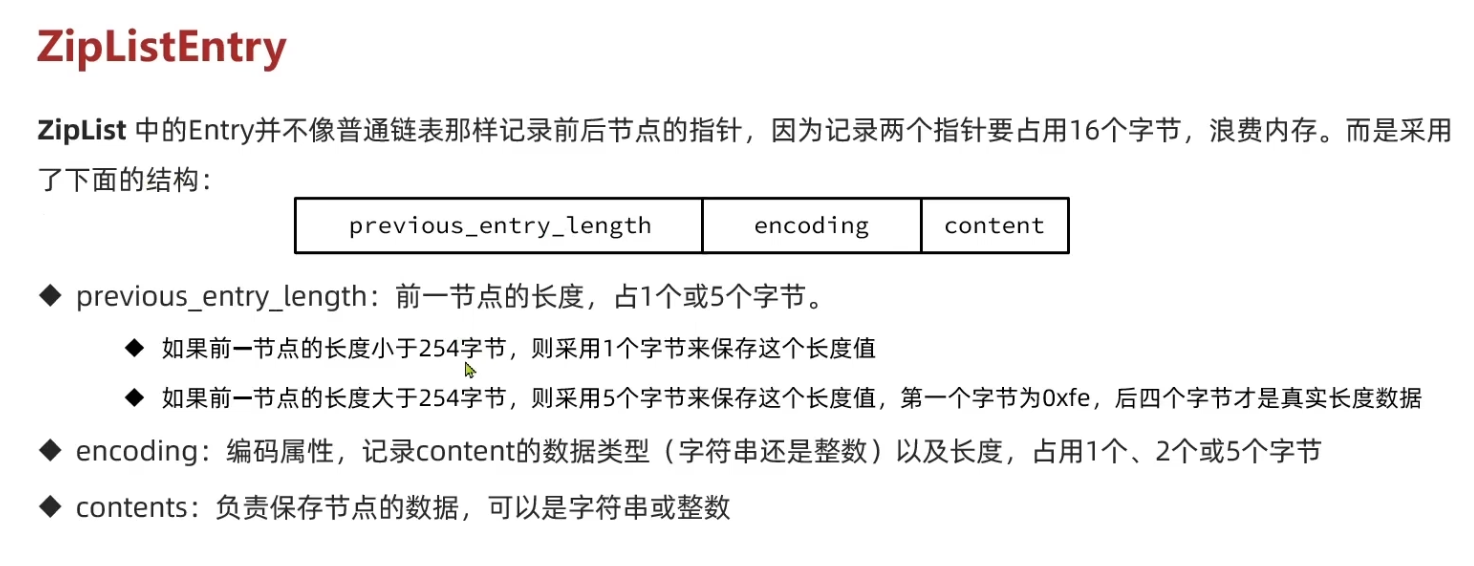 ZipListEntry
ZipList 中的Entry并不像普通链表那样记录前后节点的指针，因为记录两个指针要占用16个字节，浪费内存。而是采用
了下面的结构：
previous_entry_length encoding content
◆ previous_entry_length：前一节点的长度，占1个或5个字节。
◆ 如果前一节点的长度小于254字节，则采用1个字节来保存这个长度值
◆ 如果前一节点的长度大于254字节，则采用5个字节来保存这个长度值，第一个字节为0xfe，后四个字节才是真实长度数据
◆ encoding：编码属性，记录content的数据类型（字符串还是整数）以及长度，占用1个、2个或5个字节
◆ contents：负责保存节点的数据，可以是字符串或整数